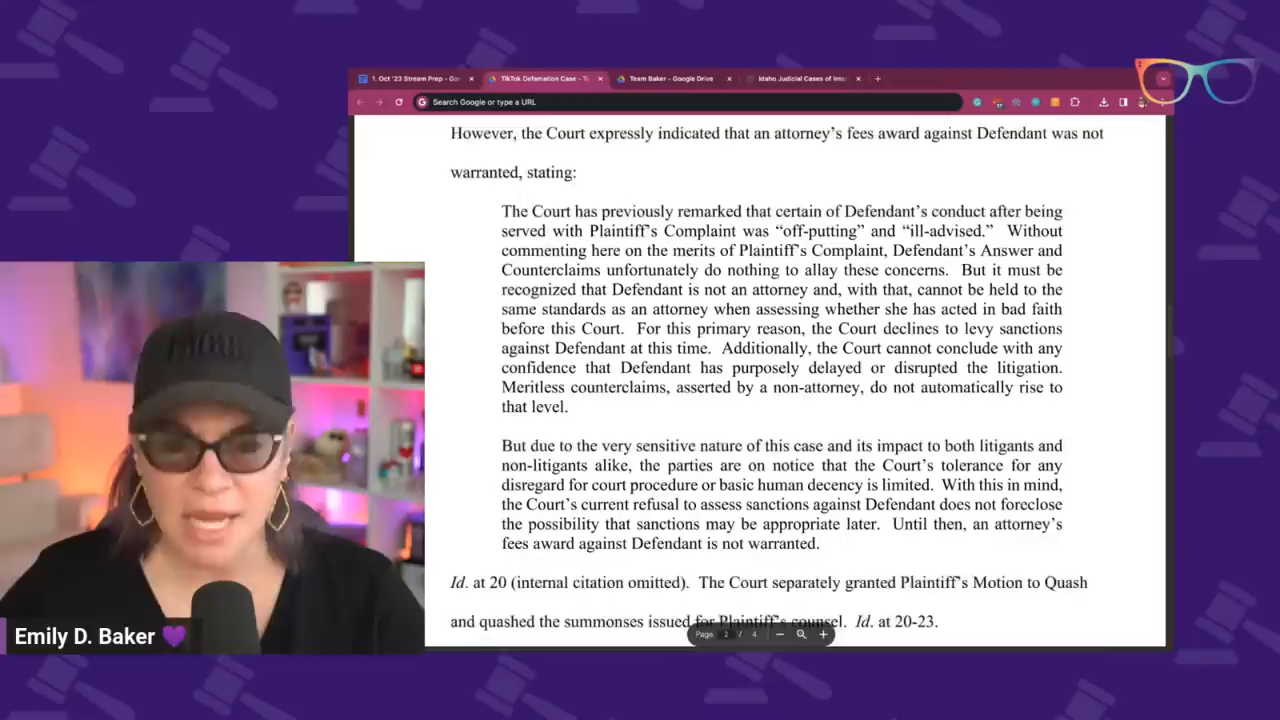 1. Oct '23 Stream Prep - Go
TikTok Defamation Case - T
Team Baker - Google Drive
Idaho Judicial Cases of Inte
Search Google or type a URL
However, the Court expressly indicated that an attorney's fees award against Defendant was not
warranted, stating:
The Court has previously remarked that certain of Defendant's conduct after being
served with Plaintiff's Complaint was “off-putting” and “ill-advised.” Without
commenting here on the merits of Plaintiff's Complaint, Defendant's Answer and
Counterclaims unfortunately do nothing to allay these concerns. But it must be
recognized that Defendant is not an attorney and, with that, cannot be held to the
same standards as an attorney when assessing whether she has acted in bad faith
before this Court. For this primary reason, the Court declines to levy sanctions
against Defendant at this time. Additionally, the Court cannot conclude with any
confidence that Defendant has purposely delayed or disrupted the litigation.
Meritless counterclaims, asserted by a non-attorney, do not automatically rise to
that level.
But due to the very sensitive nature of this case and its impact to both litigants and
non-litigants alike, the parties are on notice that the Court's tolerance for any
disregard for court procedure or basic human decency is limited. With this in mind,
the Court's current refusal to assess sanctions against Defendant does not foreclose
the possibility that sanctions may be appropriate later. Until then, an attorney's
fees award against Defendant is not warranted.
Id. at 20 (internal citation omitted). The Court separately granted Plaintiff's Motion to Quash
and quashed the summonses issued for Plaintiff's counsel. Id. at 20-23.
Page 2 / 4
Emily D. Baker 💜